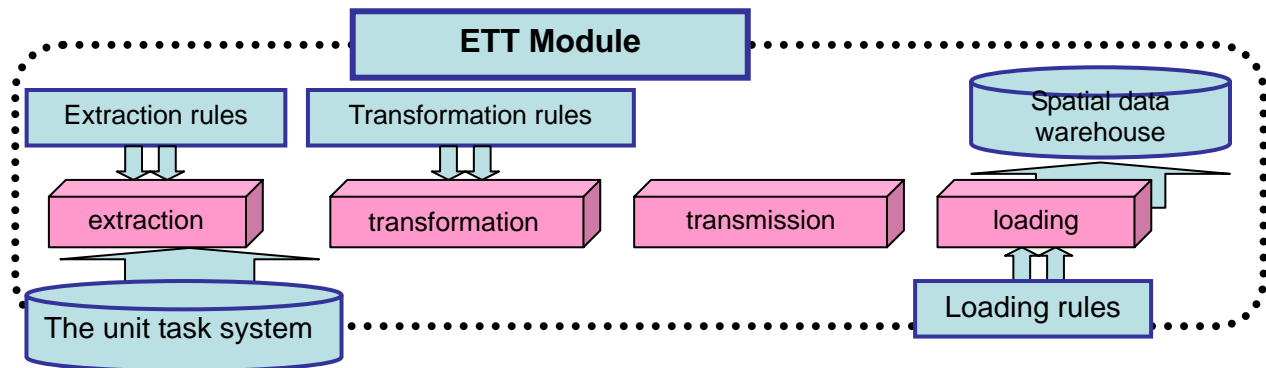 ETT Module
Extraction rules
Transformation rules
Spatial data
warehouse
extraction
transformation
transmission
loading
The unit task system
Loading rules